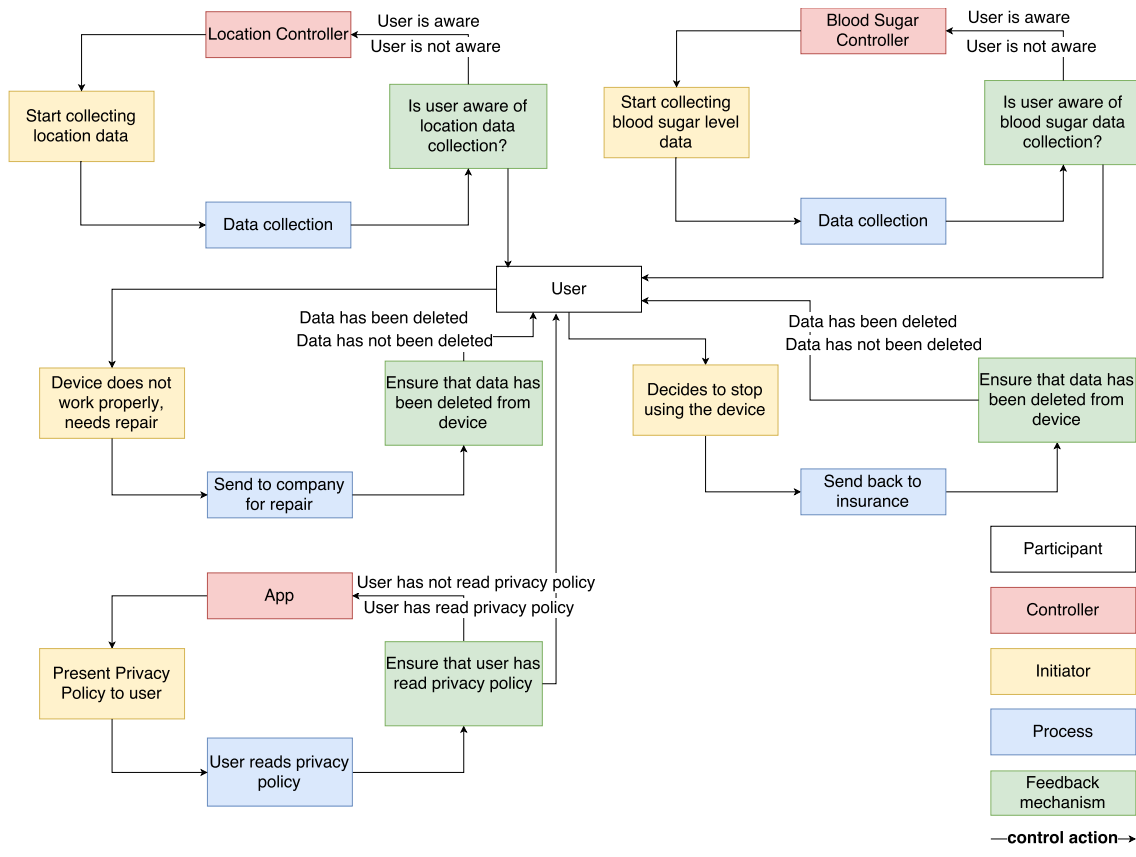 Location Controller
User is aware
User is not aware
Start collecting
location data
Is user aware of
location data
collection?
Data collection
Blood Sugar
Controller
User is aware
User is not aware
Start collecting
blood sugar level
data
Is user aware of
blood sugar data
collection?
Data collection
User
Data has been deleted
Data has not been deleted
Device does not
work properly,
needs repair
Ensure that data has
been deleted from
device
Send to company
for repair
Data has been deleted
Data has not been deleted
Decides to stop
using the device
Ensure that data has
been deleted from
device
Send back to
insurance
App
User has not read privacy policy
User has read privacy policy
Present Privacy
Policy to user
Ensure that user has
read privacy policy
User reads privacy
policy
Participant
Controller
Initiator
Process
Feedback
mechanism
control action